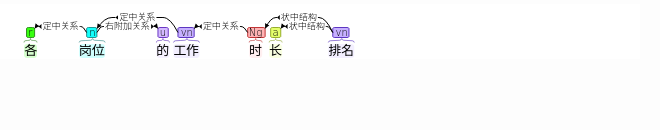 定中关系 状中结构
定中关系 右附加关系 定中关系 状中结构
r n u vn Ng a vn
各 岗位 的 工作 时 长 排名